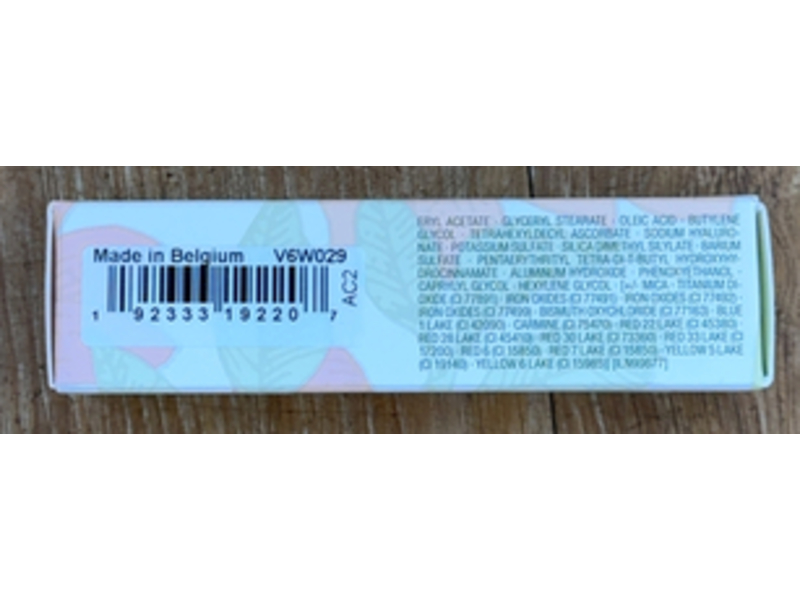 Made in Belgium V6W029
AC2
1 92333 19220 7
ERYL ACETATE · GLYCERYL STEARATE · OLEIC ACID · BUTYLENE
GLYCOL · TETRAHEXYLDECYL ASCORBATE · SODIUM HYALURO-
NATE · POTASSIUM SULFATE · SILICA DIMETHYL SILYLATE · BARIUM
SULFATE · PENTAERYTHRITYL TETRA-DI-T-BUTYL HYDROXYHY-
DROCINNAMATE · ALUMINUM HYDROXIDE · PHENOXYETHANOL ·
CAPRYLYL GLYCOL · HEXYLENE GLYCOL · [+/- MICA · TITANIUM DI-
OXIDE (CI 77891) · IRON OXIDES (CI 77491) · IRON OXIDES (CI 77492) ·
IRON OXIDES (CI 77499) · BISMUTH OXYCHLORIDE (CI 77163) · BLUE
1 LAKE (CI 42090) · CARMINE (CI 75470) · RED 22 LAKE (CI 45380) ·
RED 28 LAKE (CI 45410) · RED 30 LAKE (CI 73360) · RED 33 LAKE (CI
17200) · RED 6 (CI 15850) · RED 7 LAKE (CI 15850) · YELLOW 5 LAKE
(CI 19140) · YELLOW 6 LAKE (CI 15985)]